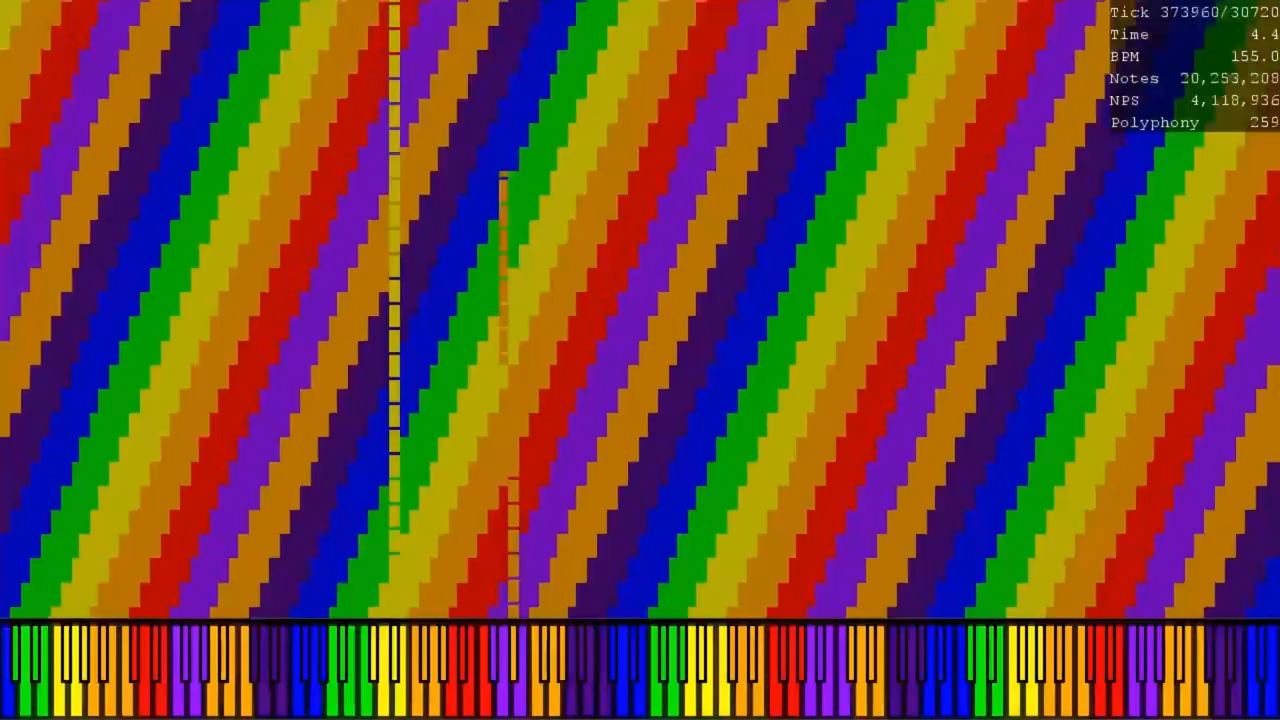 Tick 373960/30720
Time 4.4
BPM 155.0
Notes 20,253,208
NPS 4,118,936
Polyphony 259